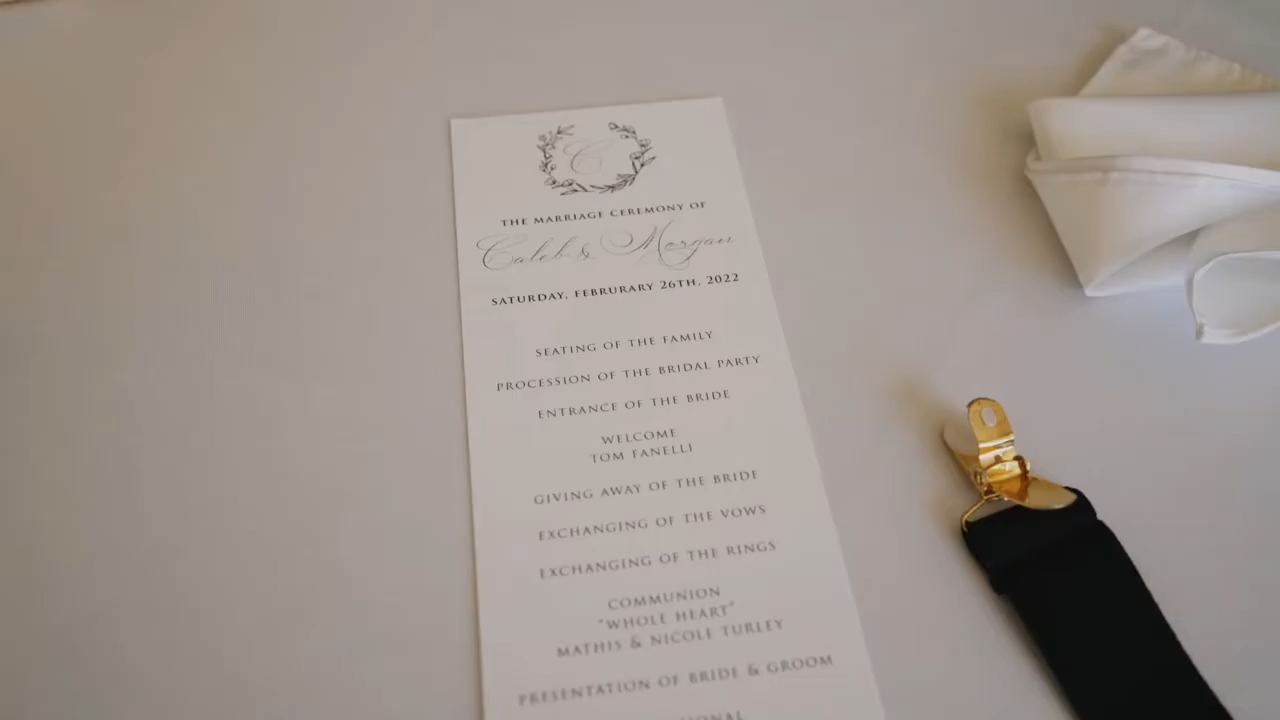 C
THE MARRIAGE CEREMONY OF
Caleb & Morgan
SATURDAY, FEBRURARY 26TH, 2022
SEATING OF THE FAMILY
PROCESSION OF THE BRIDAL PARTY
ENTRANCE OF THE BRIDE
WELCOME
TOM FANELLI
GIVING AWAY OF THE BRIDE
EXCHANGING OF THE VOWS
EXCHANGING OF THE RINGS
COMMUNION
"WHOLE HEART"
MATHIS & NICOLE TURLEY
PRESENTATION OF BRIDE & GROOM